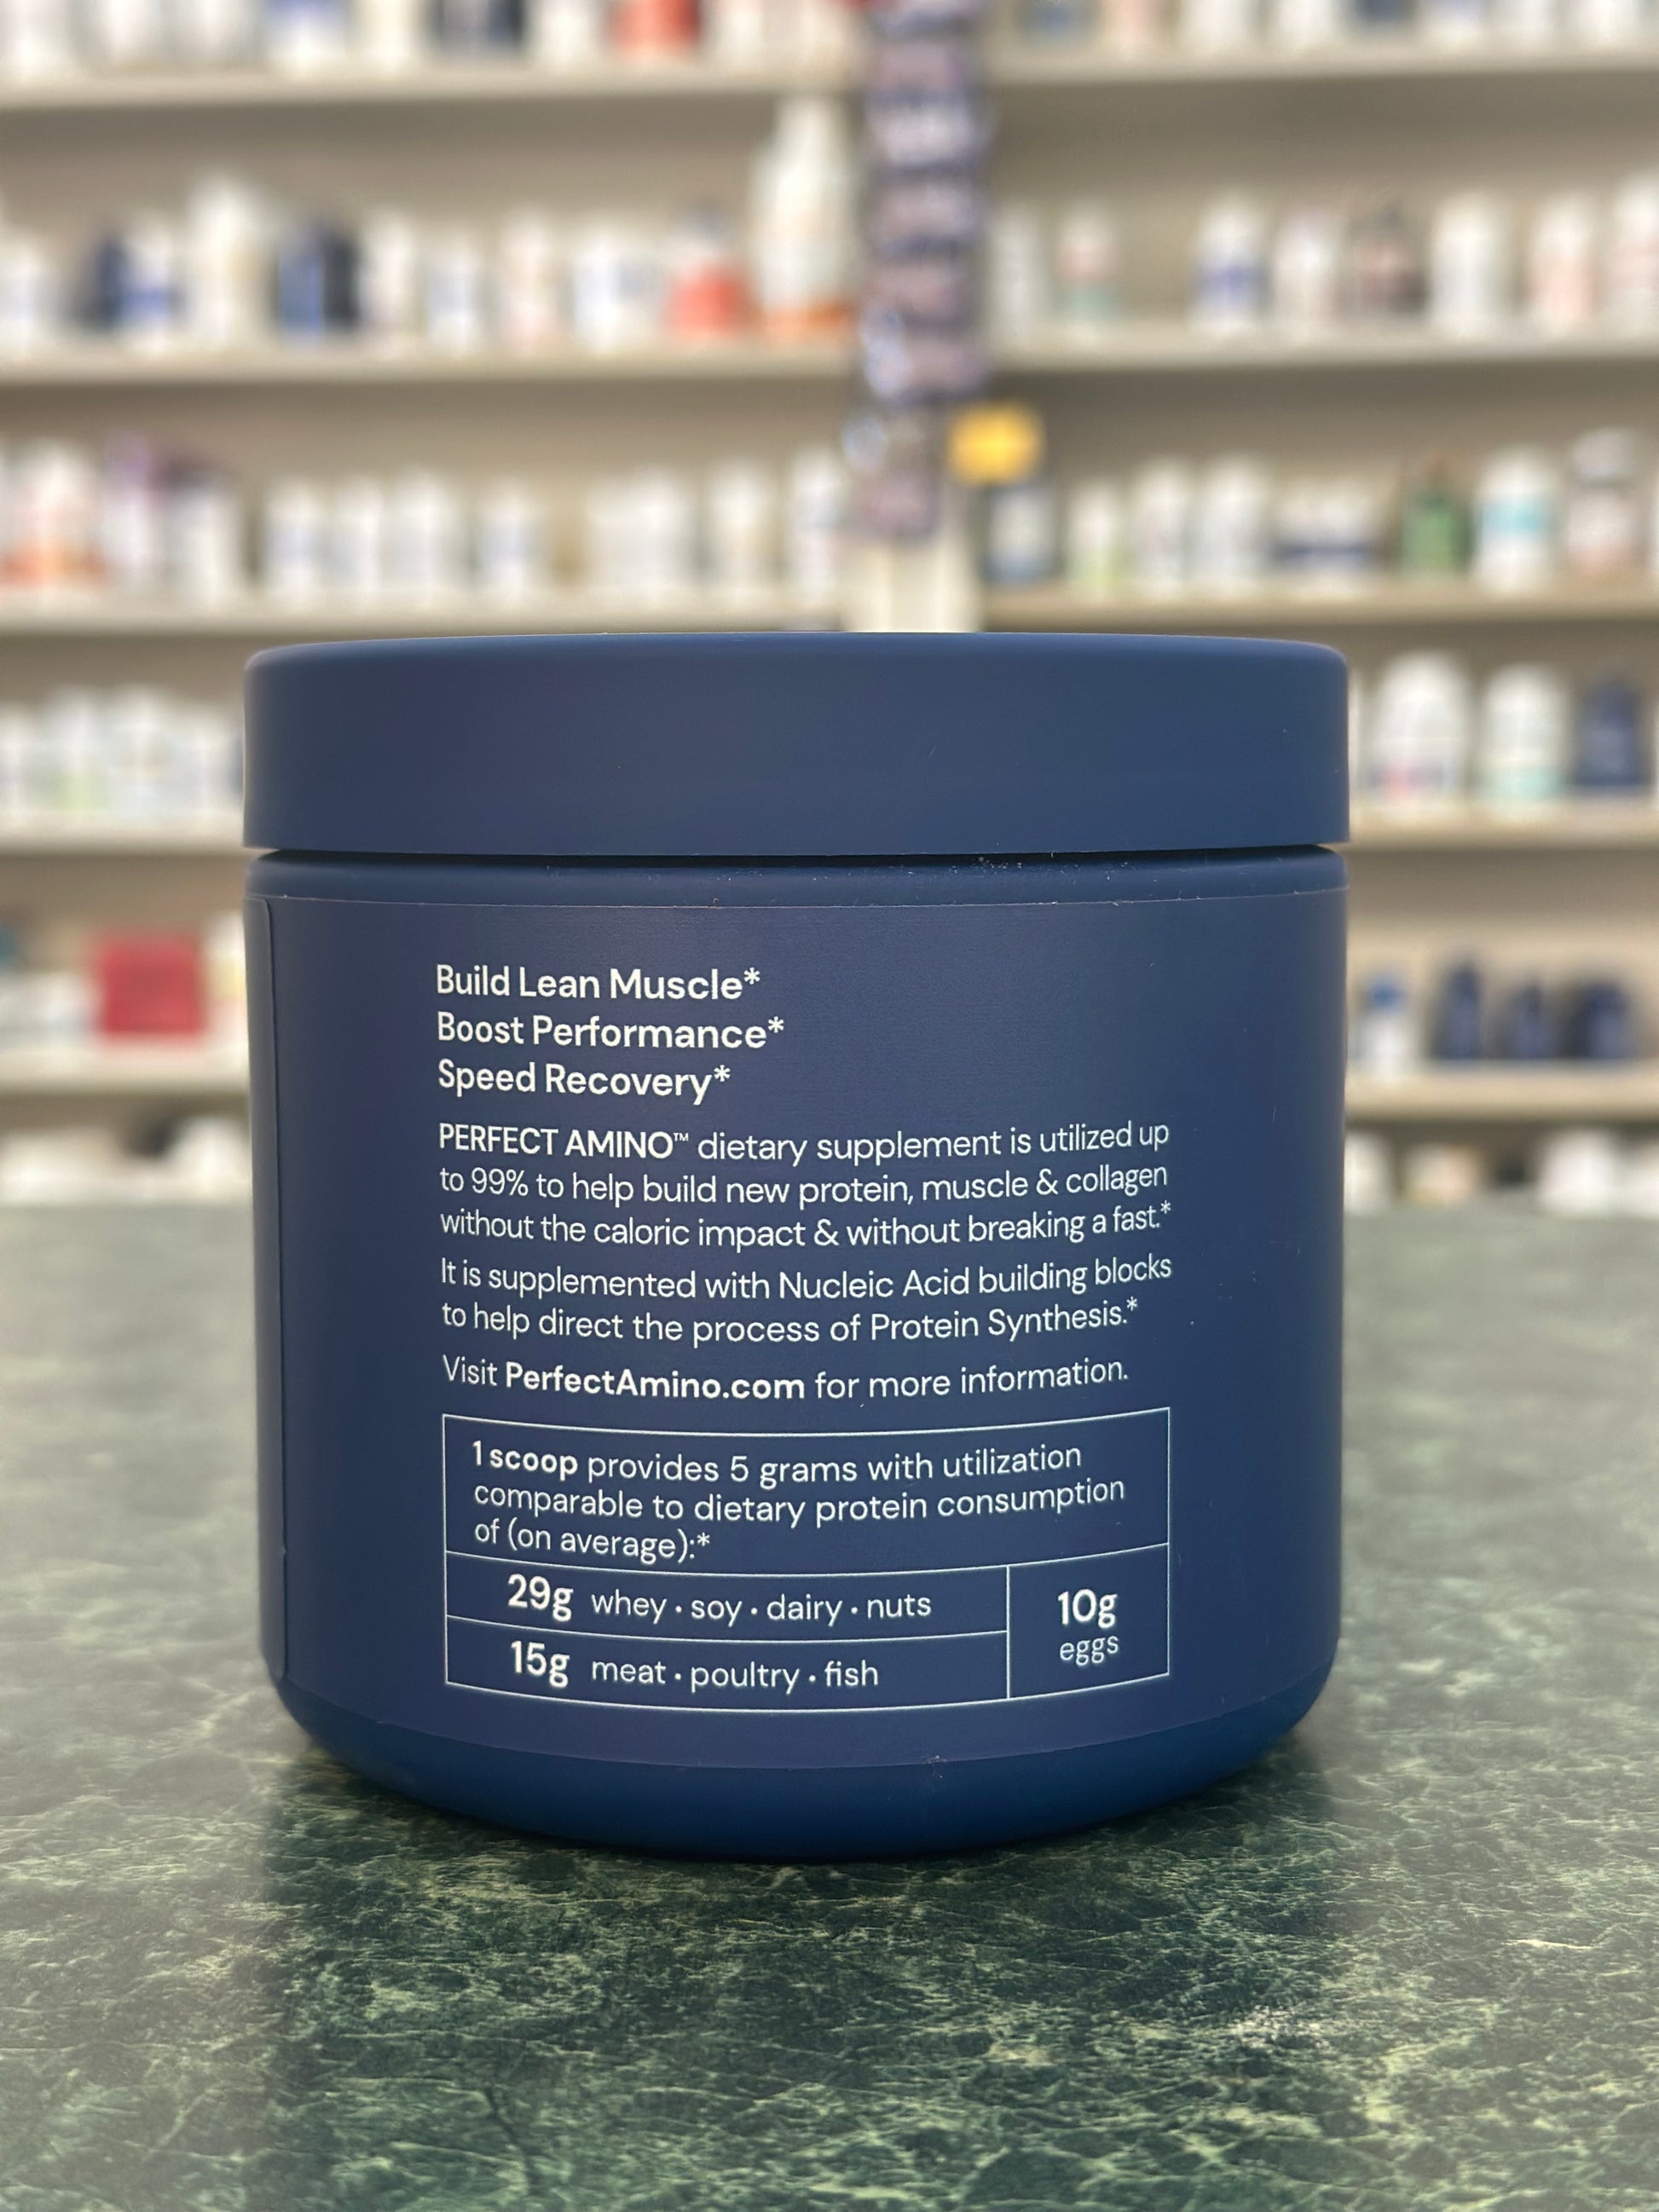 Build Lean Muscle*
Boost Performance*
Speed Recovery*
PERFECT AMINO™ dietary supplement is utilized up
to 99% to help build new protein, muscle & collagen
without the caloric impact & without breaking a fast.*
It is supplemented with Nucleic Acid building blocks
to help direct the process of Protein Synthesis.*
Visit PerfectAmino.com for more information.
1 scoop provides 5 grams with utilization
comparable to dietary protein consumption
of (on average):*
29g whey • soy • dairy • nuts
15g meat • poultry • fish
10g
eggs